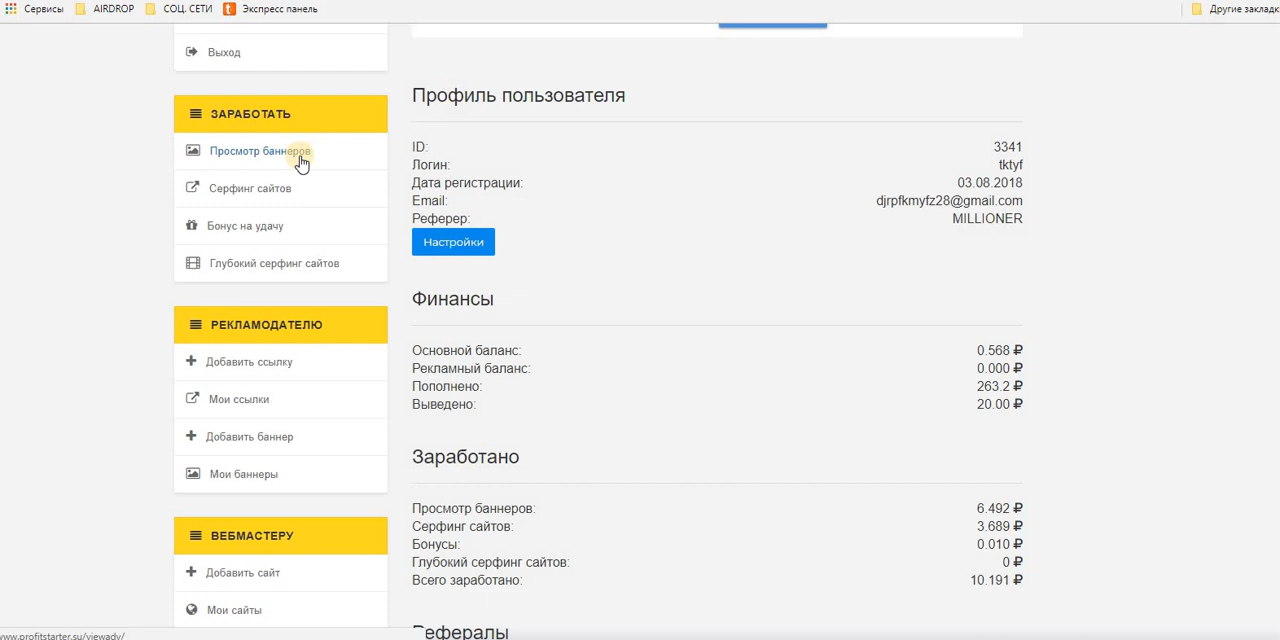 Сервисы AIRDROP СОЦ. СЕТИ Экспресс панель Другие закладк
Выход
ЗАРАБОТАТЬ
Просмотр баннеров
Серфинг сайтов
Бонус на удачу
Глубокий серфинг сайтов
РЕКЛАМОДАТЕЛЮ
Добавить ссылку
Мои ссылки
Добавить баннер
Мои баннеры
ВЕБМАСТЕРУ
Добавить сайт
Мои сайты
Профиль пользователя
ID: 3341
Логин: tktyf
Дата регистрации: 03.08.2018
Email: djrpfkmyfz28@gmail.com
Реферер: MILLIONER
Настройки
Финансы
Основной баланс: 0.568 ₽
Рекламный баланс: 0.000 ₽
Пополнено: 263.2 ₽
Выведено: 20.00 ₽
Заработано
Просмотр баннеров: 6.492 ₽
Серфинг сайтов: 3.689 ₽
Бонусы: 0.010 ₽
Глубокий серфинг сайтов: 0 ₽
Всего заработано: 10.191 ₽
Рефералы
www.profitstarter.su/viewadv/